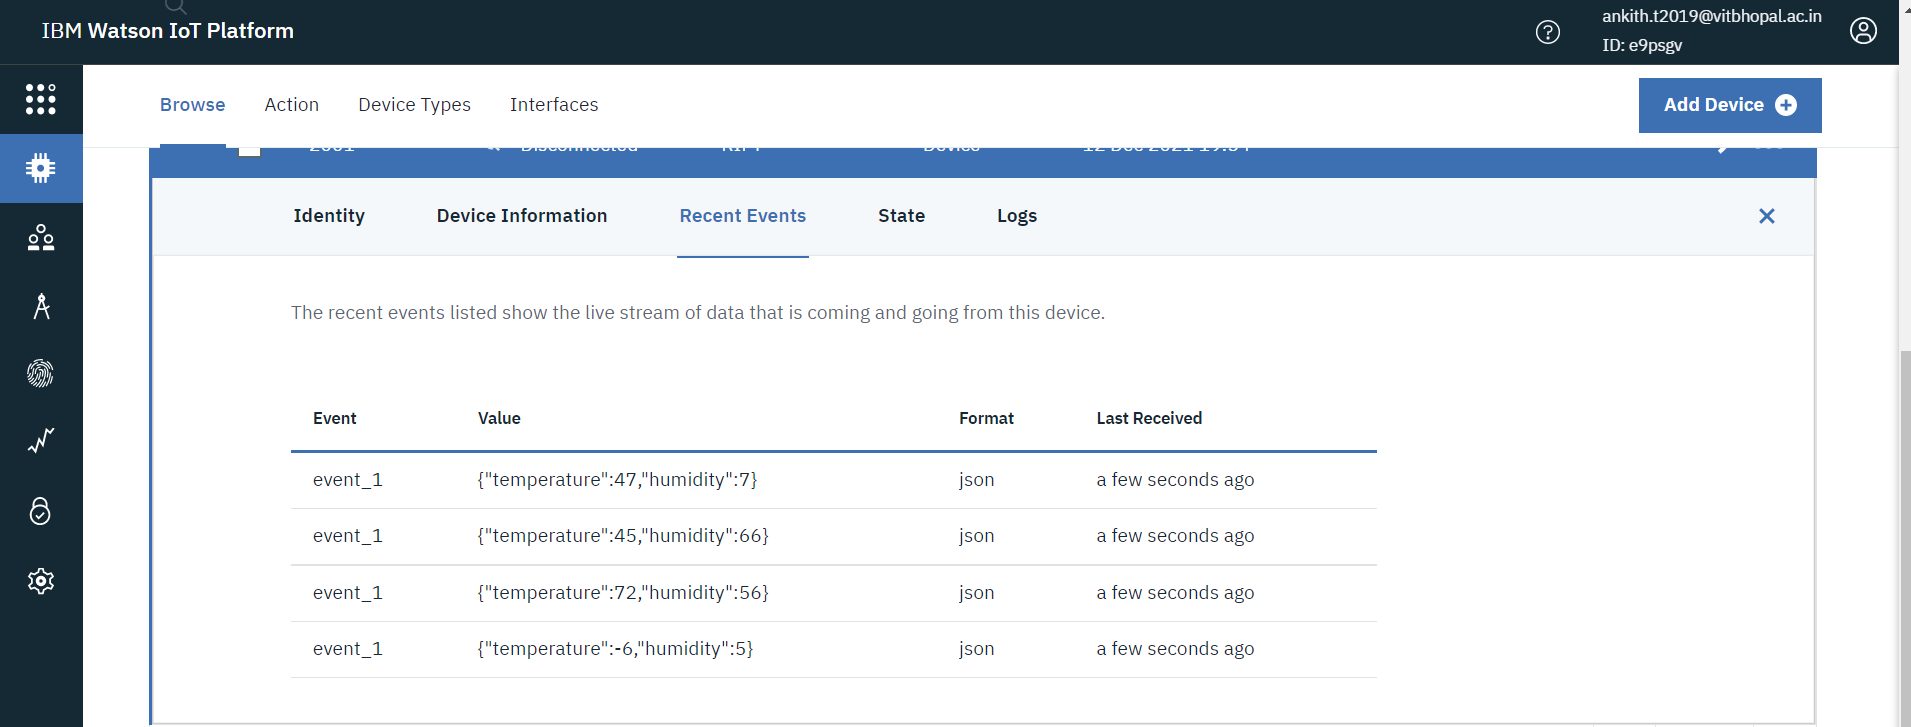 IBM Watson IoT Platform
ankith.t2019@vitbhopal.ac.in
ID: e9psgv
Browse Action Device Types Interfaces
Add Device
Disconnected Device
Identity Device Information Recent Events State Logs
The recent events listed show the live stream of data that is coming and going from this device.
Event Value Format Last Received
event_1 {"temperature":47,"humidity":7} json a few seconds ago
event_1 {"temperature":45,"humidity":66} json a few seconds ago
event_1 {"temperature":72,"humidity":56} json a few seconds ago
event_1 {"temperature":-6,"humidity":5} json a few seconds ago